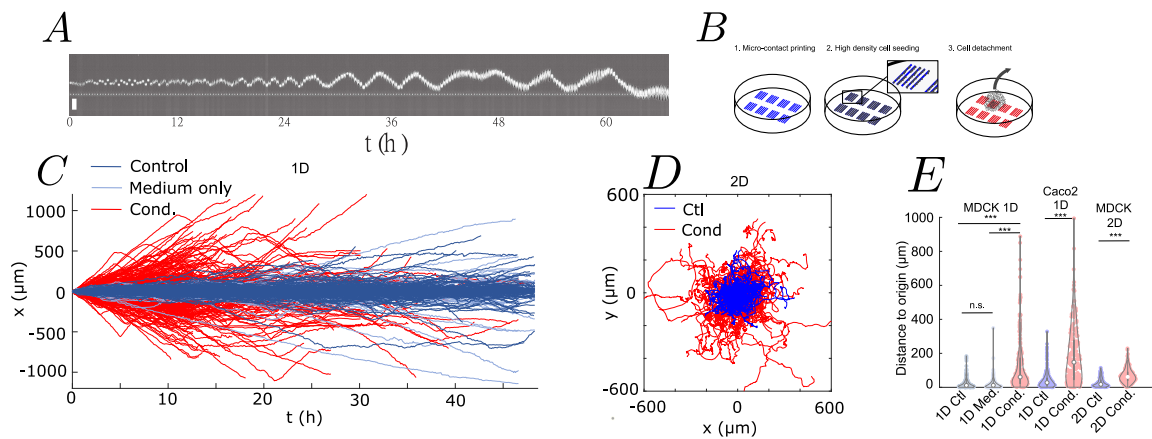 A
0 12 24 36 48 60
t (h)
B
1. Micro-contact printing 2. High density cell seeding 3. Cell detachment
C
1D
Control
Medium only
Cond.
1000
500
0
-500
-1000
x (µm)
0 10 20 30 40
t (h)
D
2D
Ctl
Cond
600
0
-600
y (µm)
-600 0 600
x (µm)
E
MDCK 1D
Caco2
1D
MDCK
2D
***
***
***
***
n.s.
1000
800
600
400
200
0
Distance to origin (µm)
1D Ctl
1D Med.
1D Cond.
1D Ctl
1D Cond.
2D Ctl
2D Cond.